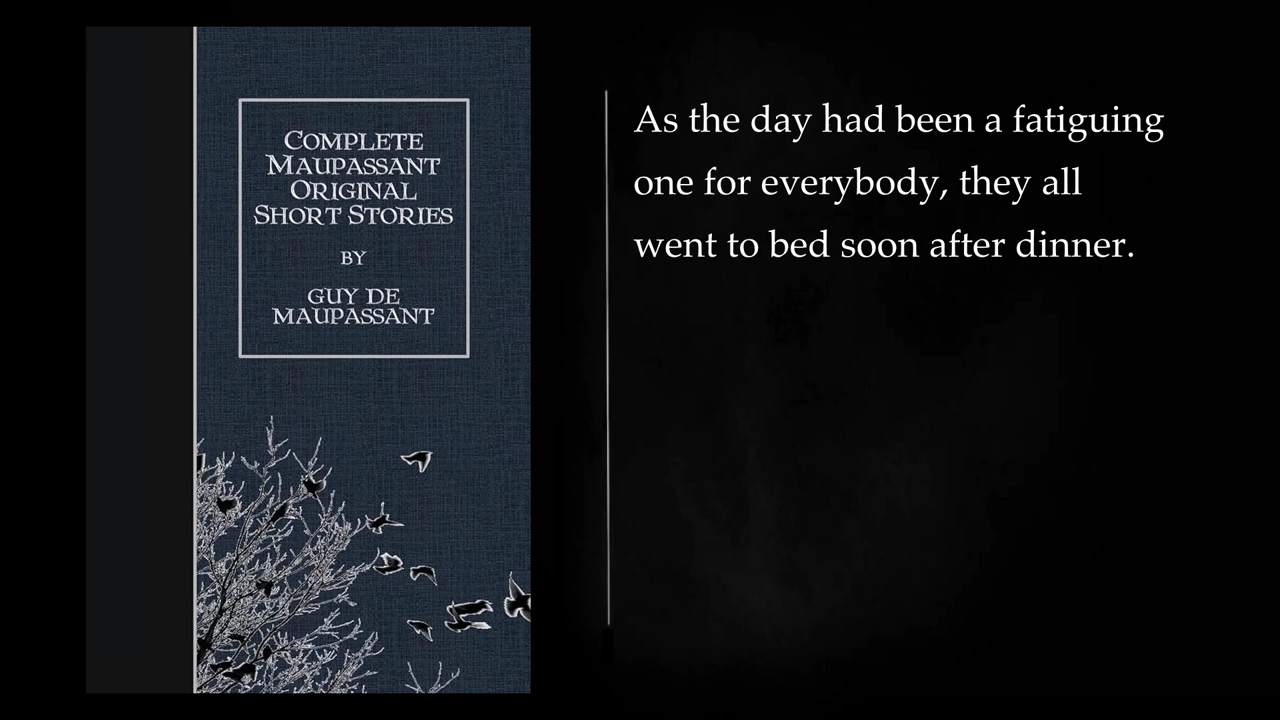 COMPLETE
MAUPASSANT
ORIGINAL
SHORT STORIES
BY
GUY DE
MAUPASSANT
As the day had been a fatiguing
one for everybody, they all
went to bed soon after dinner.